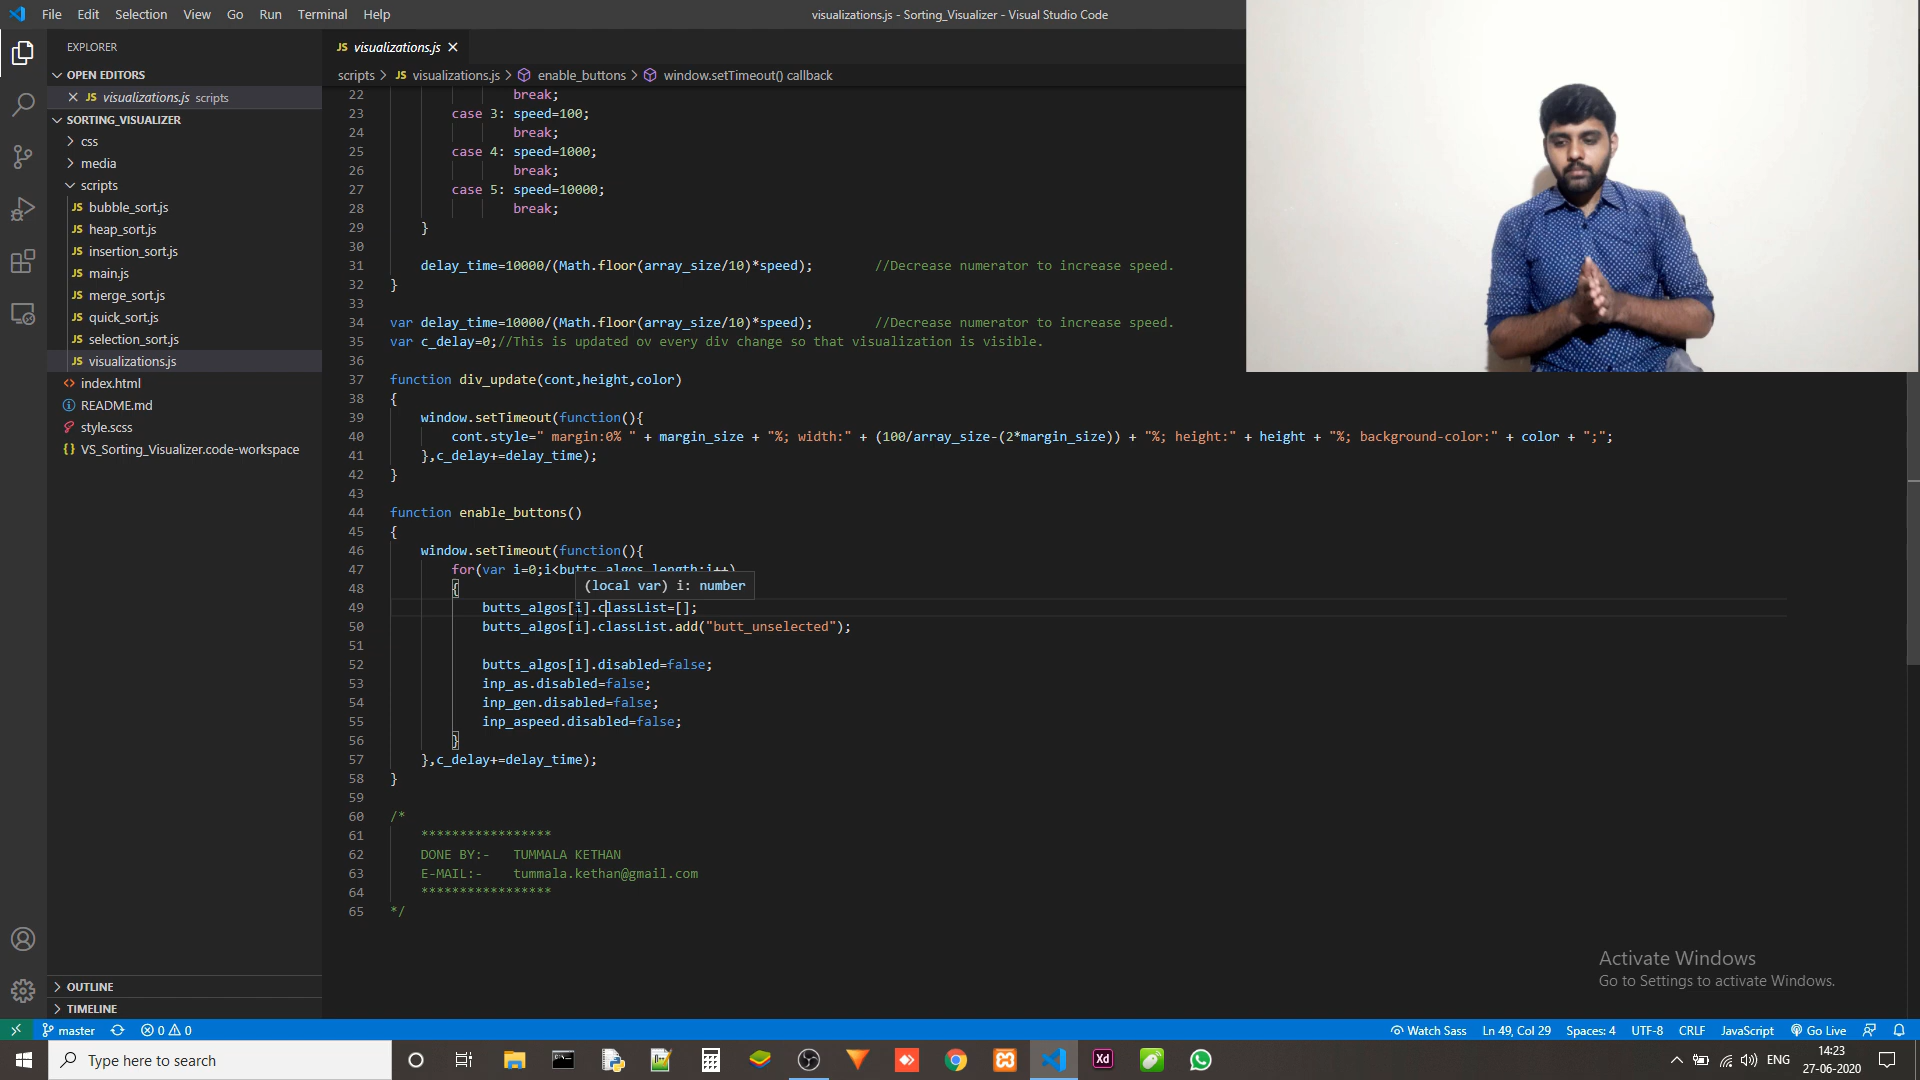 File Edit Selection View Go Run Terminal Help
visualizations.js - Sorting_Visualizer - Visual Studio Code
EXPLORER
OPEN EDITORS
JS visualizations.js scripts
SORTING_VISUALIZER
css
media
scripts
JS bubble_sort.js
JS heap_sort.js
JS insertion_sort.js
JS main.js
JS merge_sort.js
JS quick_sort.js
JS selection_sort.js
JS visualizations.js
index.html
README.md
style.scss
VS_Sorting_Visualizer.code-workspace
OUTLINE
TIMELINE
JS visualizations.js
scripts > JS visualizations.js > enable_buttons > window.setTimeout() callback
22 break;
23 case 3: speed=100;
24 break;
25 case 4: speed=1000;
26 break;
27 case 5: speed=10000;
28 break;
29 }
30
31 delay_time=10000/(Math.floor(array_size/10)*speed); //Decrease numerator to increase speed.
32 }
33
34 var delay_time=10000/(Math.floor(array_size/10)*speed); //Decrease numerator to increase speed.
35 var c_delay=0;//This is updated ov every div change so that visualization is visible.
36
37 function div_update(cont,height,color)
38 {
39 window.setTimeout(function(){
40 cont.style=" margin:0% " + margin_size + "%; width:" + (100/array_size-(2*margin_size)) + "%; height:" + height + "%; background-color:" + color + ";";
41 },c_delay+=delay_time);
42 }
43
44 function enable_buttons()
45 {
46 window.setTimeout(function(){
47 for(var i=0;i<butts_algos.length;i++)
(local var) i: number
48 {
49 butts_algos[i].classList=[];
50 butts_algos[i].classList.add("butt_unselected");
51
52 butts_algos[i].disabled=false;
53 inp_as.disabled=false;
54 inp_gen.disabled=false;
55 inp_aspeed.disabled=false;
56 }
57 },c_delay+=delay_time);
58 }
59
60 /*
61 *****************
62 DONE BY:- TUMMALA KETHAN
63 E-MAIL:- tummala.kethan@gmail.com
64 *****************
65 */
Activate Windows
Go to Settings to activate Windows.
master 0 0 Watch Sass Ln 49, Col 29 Spaces: 4 UTF-8 CRLF JavaScript Go Live
Type here to search
Xd
ENG
14:23
27-06-2020